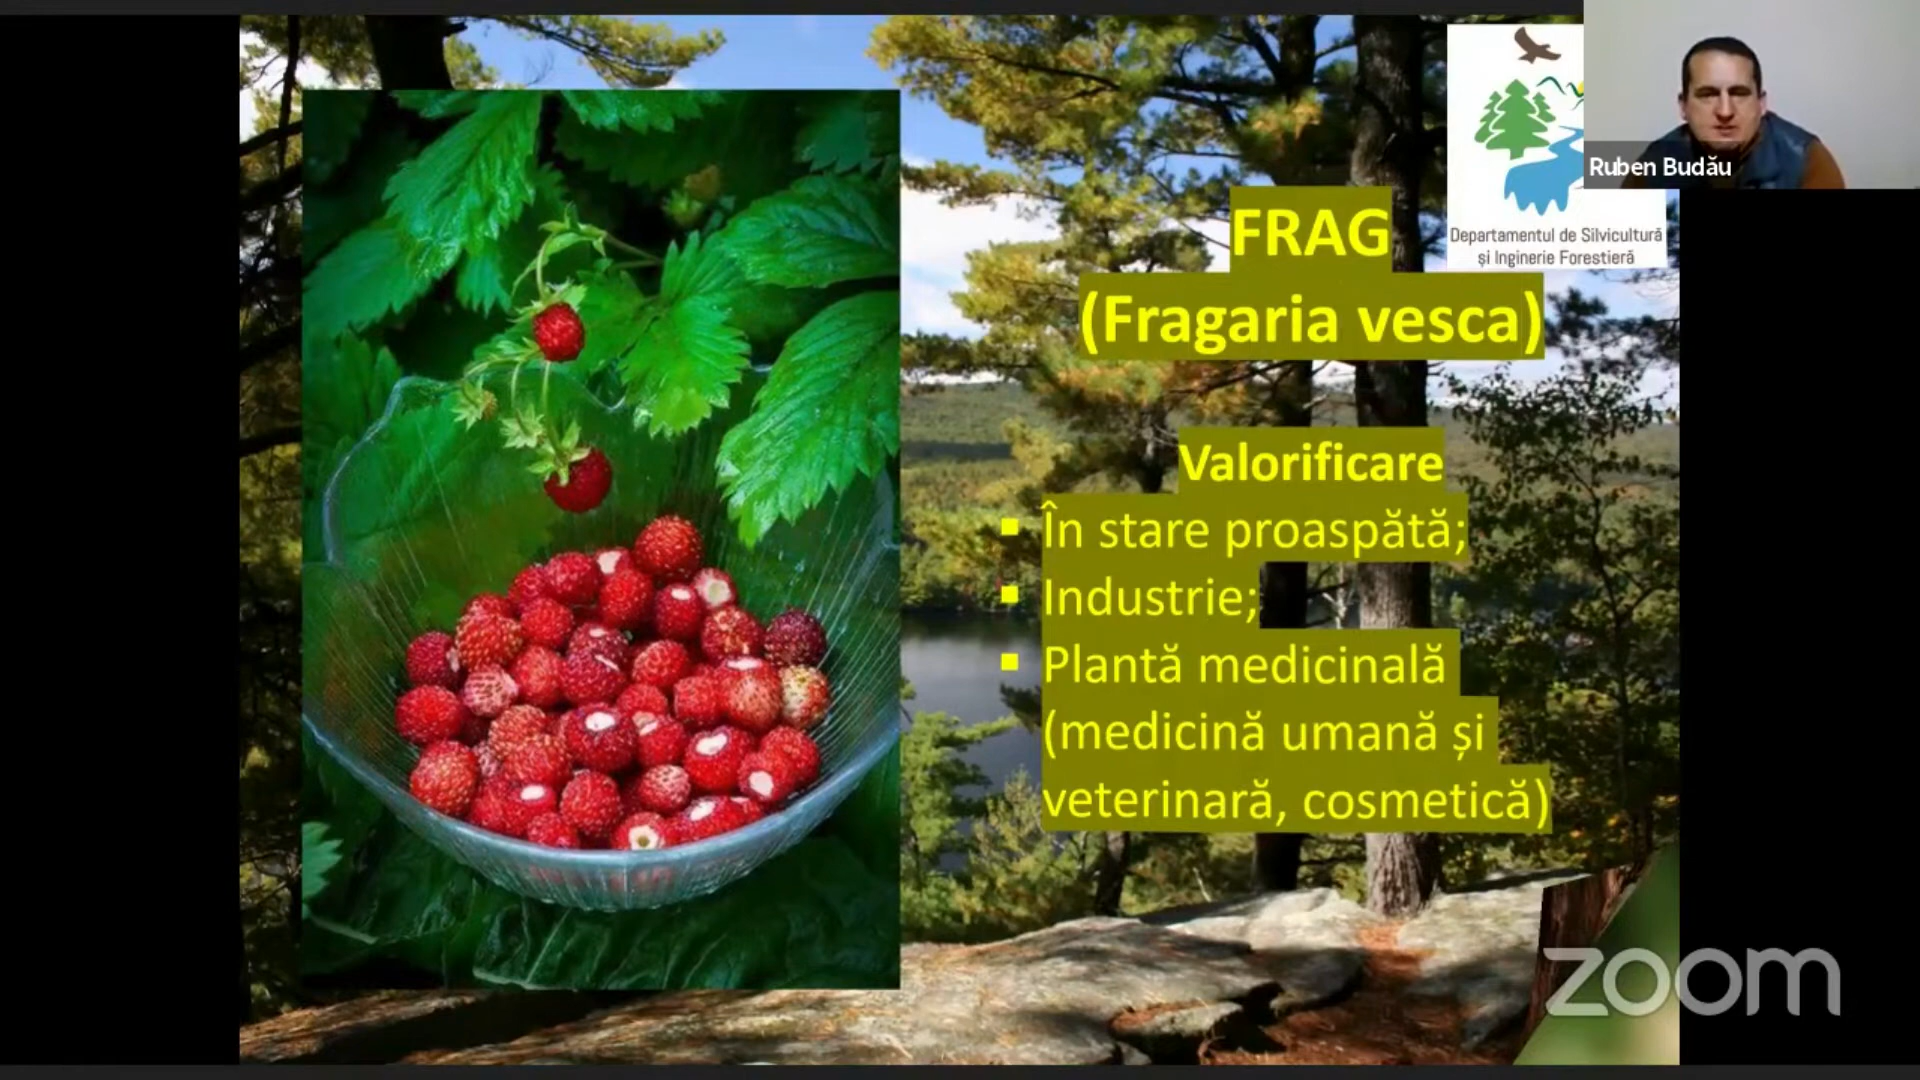 FRAG
(Fragaria vesca)
Valorificare
▪ În stare proaspătă;
▪ Industrie;
▪ Plantă medicinală
(medicină umană și
veterinară, cosmetică)
Departamentul de Silvicultură
și Inginerie Forestieră
Ruben Budău
zoom